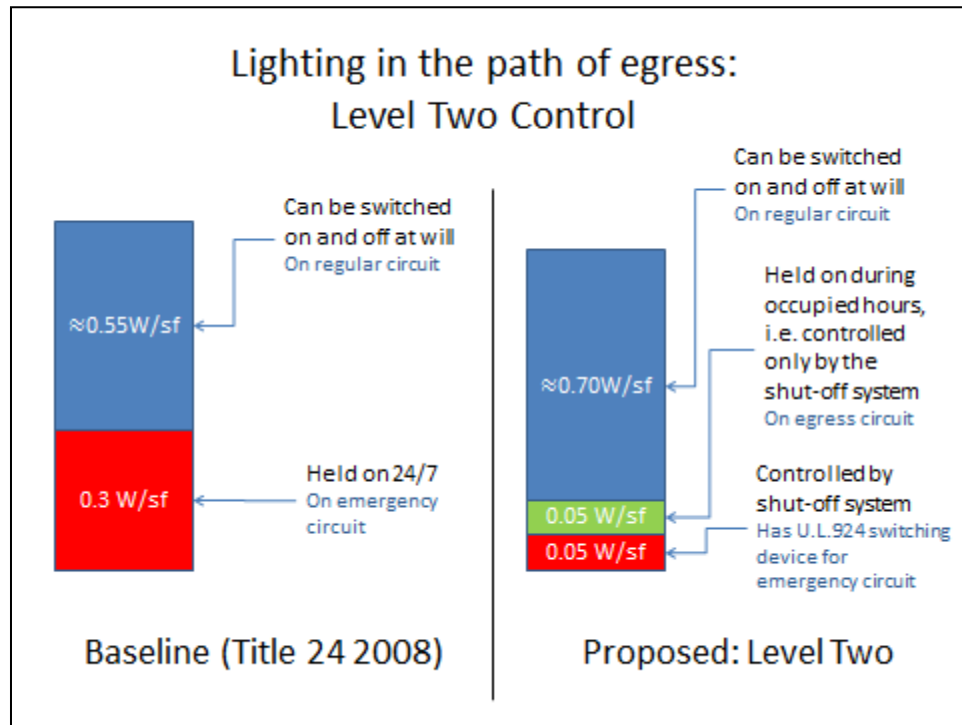 Lighting in the path of egress:
Level Two Control
Can be switched
on and off at will
On regular circuit
≈0.55W/sf
0.3 W/sf
Held on 24/7
On emergency
circuit
Baseline (Title 24 2008)
Can be switched
on and off at will
On regular circuit
Held on during
occupied hours,
i.e. controlled
only by the
shut-off system
On egress circuit
≈0.70W/sf
Controlled by
shut-off system
Has U.L.924 switching
device for
emergency circuit
0.05 W/sf
0.05 W/sf
Proposed: Level Two